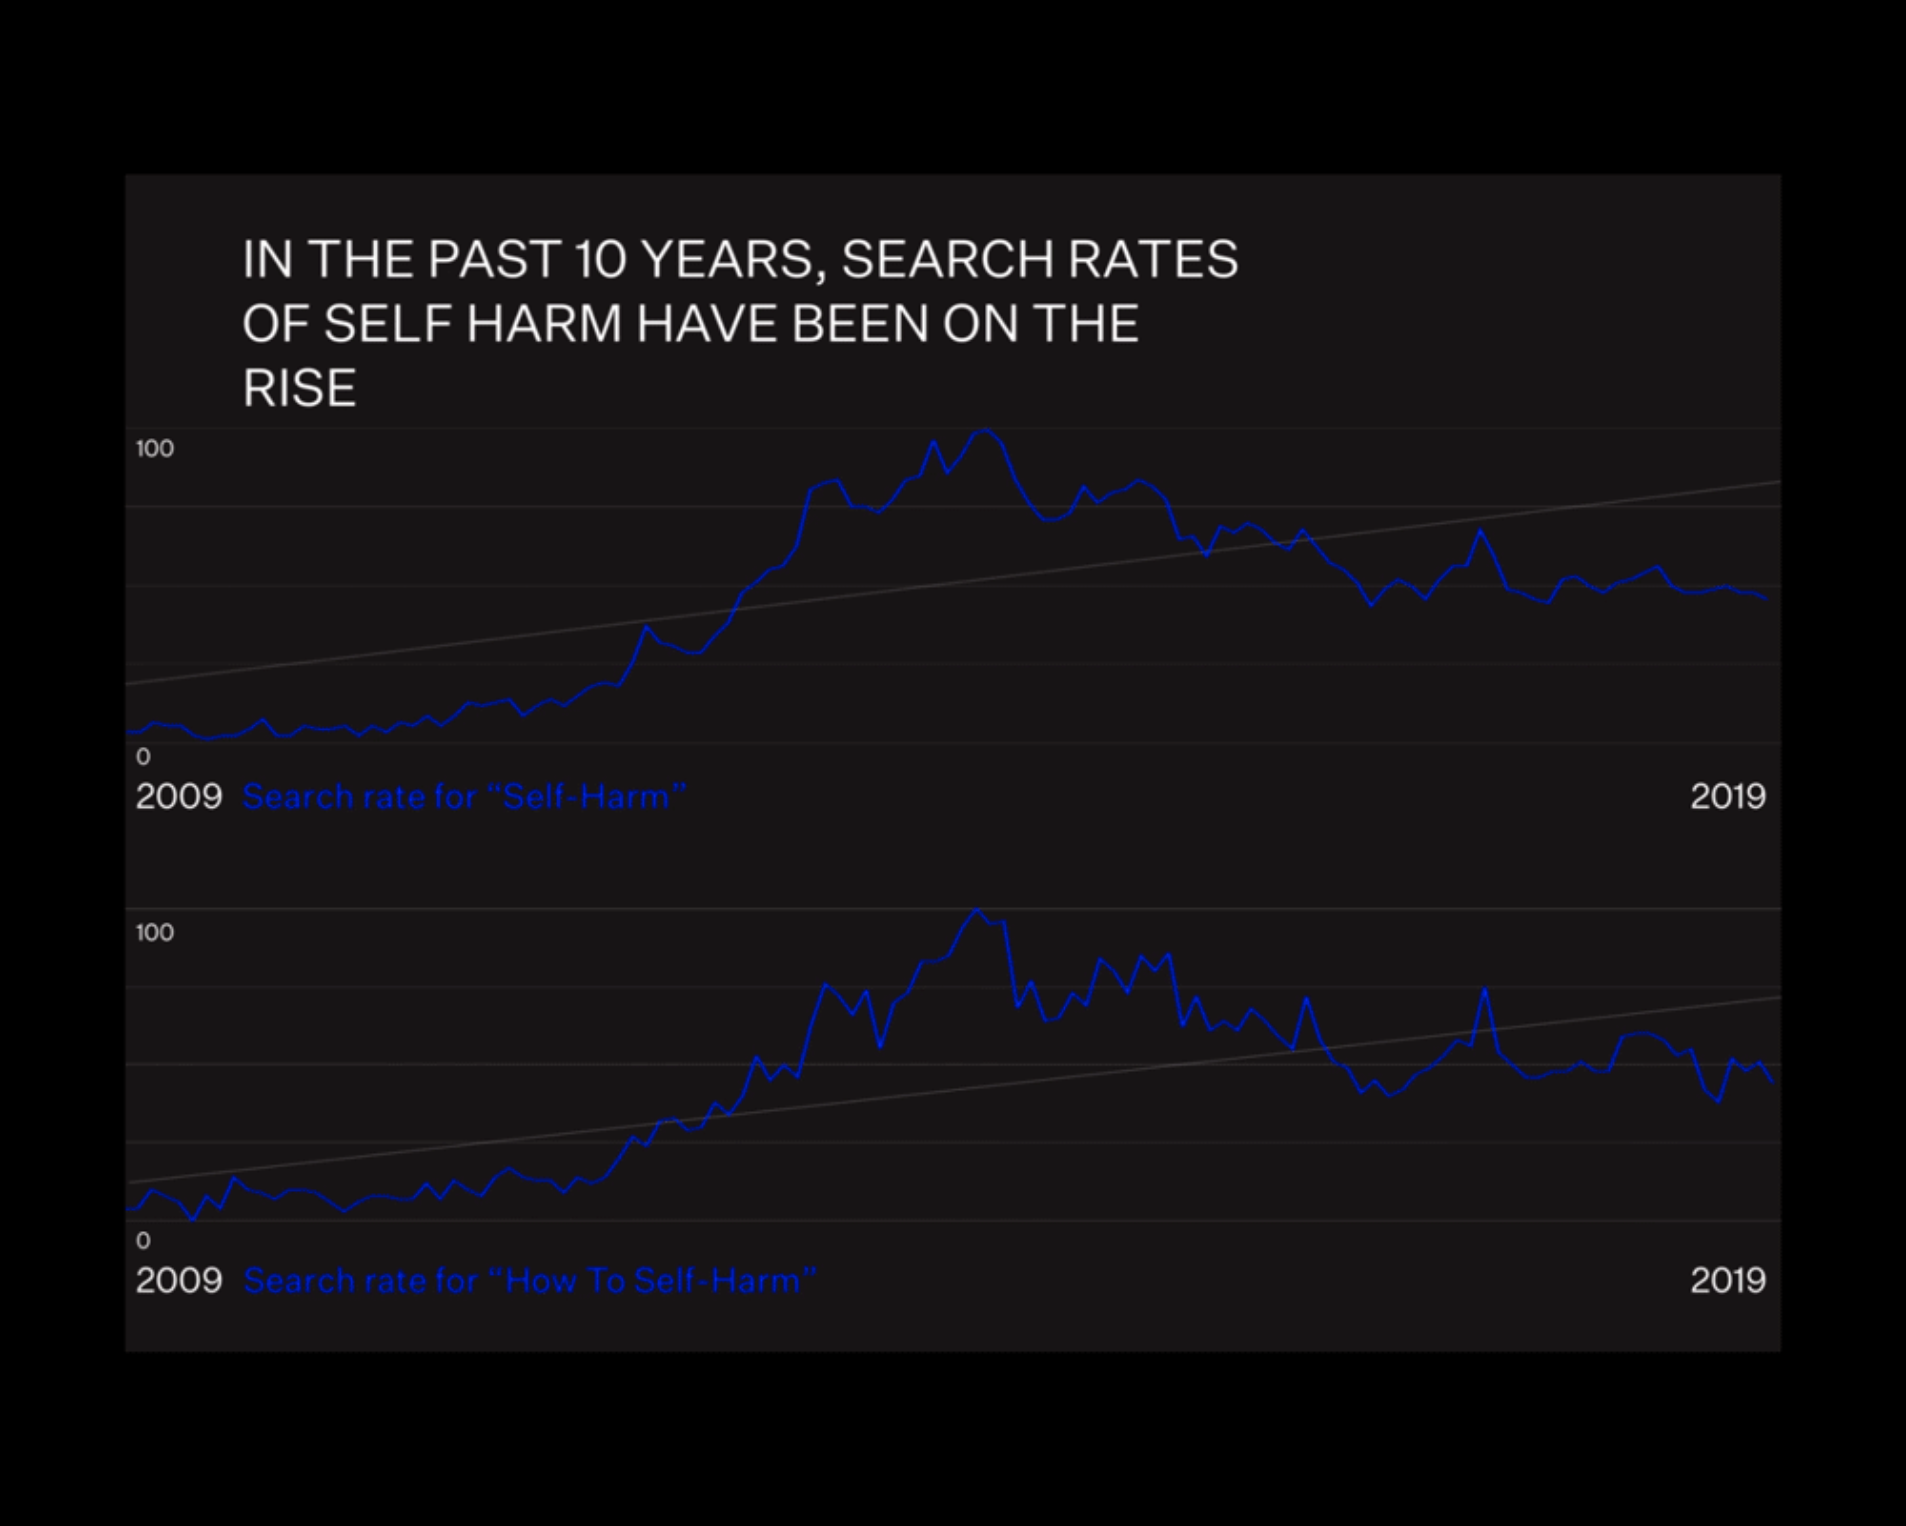 IN THE PAST 10 YEARS, SEARCH RATES
OF SELF HARM HAVE BEEN ON THE
RISE
100
0
2009 Search rate for “Self-Harm” 2019
100
0
2009 Search rate for “How To Self-Harm” 2019